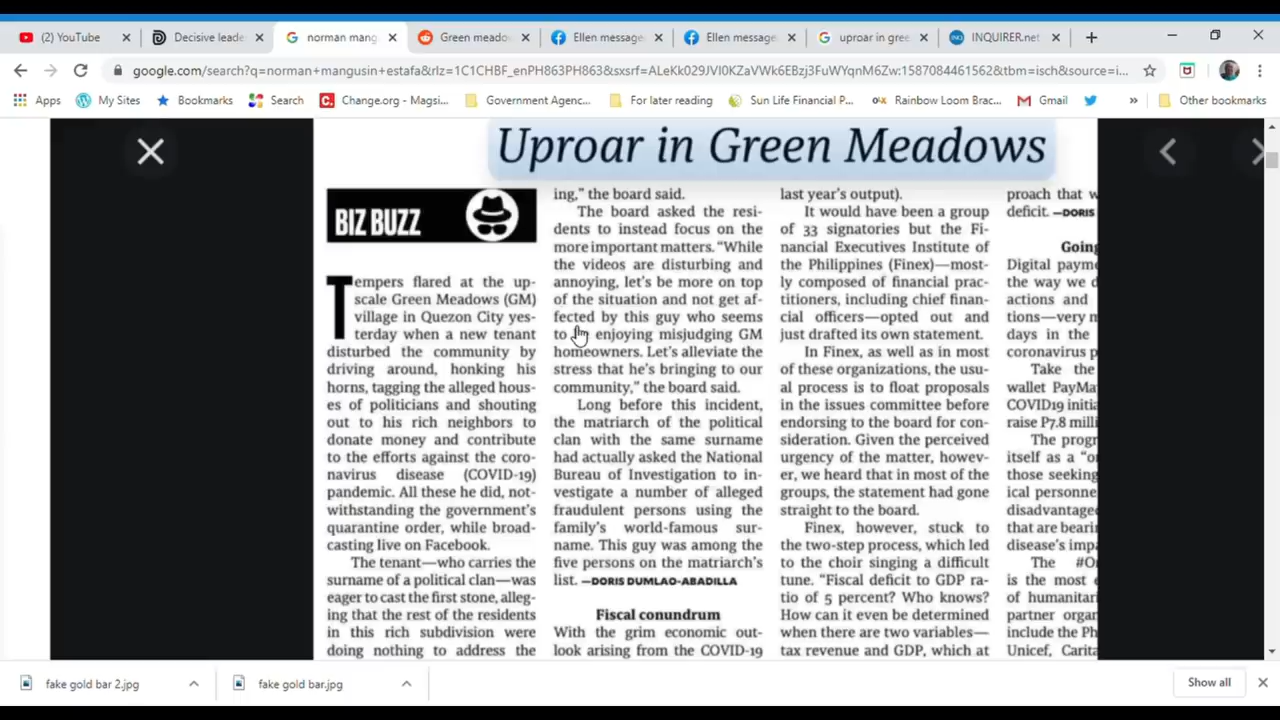 (2) YouTube
Decisive leade
norman mang
Green meado
Ellen message
Ellen message
uproar in gree
INQUIRER.net
google.com/search?q=norman+mangusin+estafa&rlz=1C1CHBF_enPH863PH863&sxsrf=ALeKk029JVI0KZaVWk6EBzj3FuWYqnM6Zw:1587084461562&tbm=isch&source=i...
Apps
My Sites
Bookmarks
Search
Change.org - Magsi...
Government Agenc...
For later reading
Sun Life Financial P...
Rainbow Loom Brac...
Gmail
»
Other bookmarks
Uproar in Green Meadows
BIZ BUZZ
Tempers flared at the up-
scale Green Meadows (GM)
village in Quezon City yes-
terday when a new tenant
disturbed the community by
driving around, honking his
horns, tagging the alleged hous-
es of politicians and shouting
out to his rich neighbors to
donate money and contribute
to the efforts against the coro-
navirus disease (COVID-19)
pandemic. All these he did, not-
withstanding the government's
quarantine order, while broad-
casting live on Facebook.
The tenant—who carries the
surname of a political clan—was
eager to cast the first stone, alleg-
ing that the rest of the residents
in this rich subdivision were
doing nothing to address the
ing," the board said.
The board asked the resi-
dents to instead focus on the
more important matters. "While
the videos are disturbing and
annoying, let's be more on top
of the situation and not get af-
fected by this guy who seems
to enjoying misjudging GM
homeowners. Let's alleviate the
stress that he's bringing to our
community," the board said.
Long before this incident,
the matriarch of the political
clan with the same surname
had actually asked the National
Bureau of Investigation to in-
vestigate a number of alleged
fraudulent persons using the
family's world-famous sur-
name. This guy was among the
five persons on the matriarch's
list. —DORIS DUMLAO-ABADILLA
Fiscal conundrum
With the grim economic out-
look arising from the COVID-19
last year's output).
It would have been a group
of 33 signatories but the Fi-
nancial Executives Institute of
the Philippines (Finex)—most-
ly composed of financial prac-
titioners, including chief finan-
cial officers—opted out and
just drafted its own statement.
In Finex, as well as in most
of these organizations, the usu-
al process is to float proposals
in the issues committee before
endorsing to the board for con-
sideration. Given the perceived
urgency of the matter, howev-
er, we heard that in most of the
groups, the statement had gone
straight to the board.
Finex, however, stuck to
the two-step process, which led
to the choir singing a difficult
tune. "Fiscal deficit to GDP ra-
tio of 5 percent? Who knows?
How can it even be determined
when there are two variables—
tax revenue and GDP, which at
proach that w
deficit. —DORIS
Going
Digital payme
the way we d
actions and
tions—very m
days in the
coronavirus p
Take the
wallet PayMa
COVID19 initia
raise P7.8 milli
The progr
itself as a "o
those seeking
ical personne
disadvantaged
that are bearin
disease's impa
The #O
is the most e
of humanitari
partner organ
include the Ph
Unicef, Carita
fake gold bar 2.jpg
fake gold bar.jpg
Show all